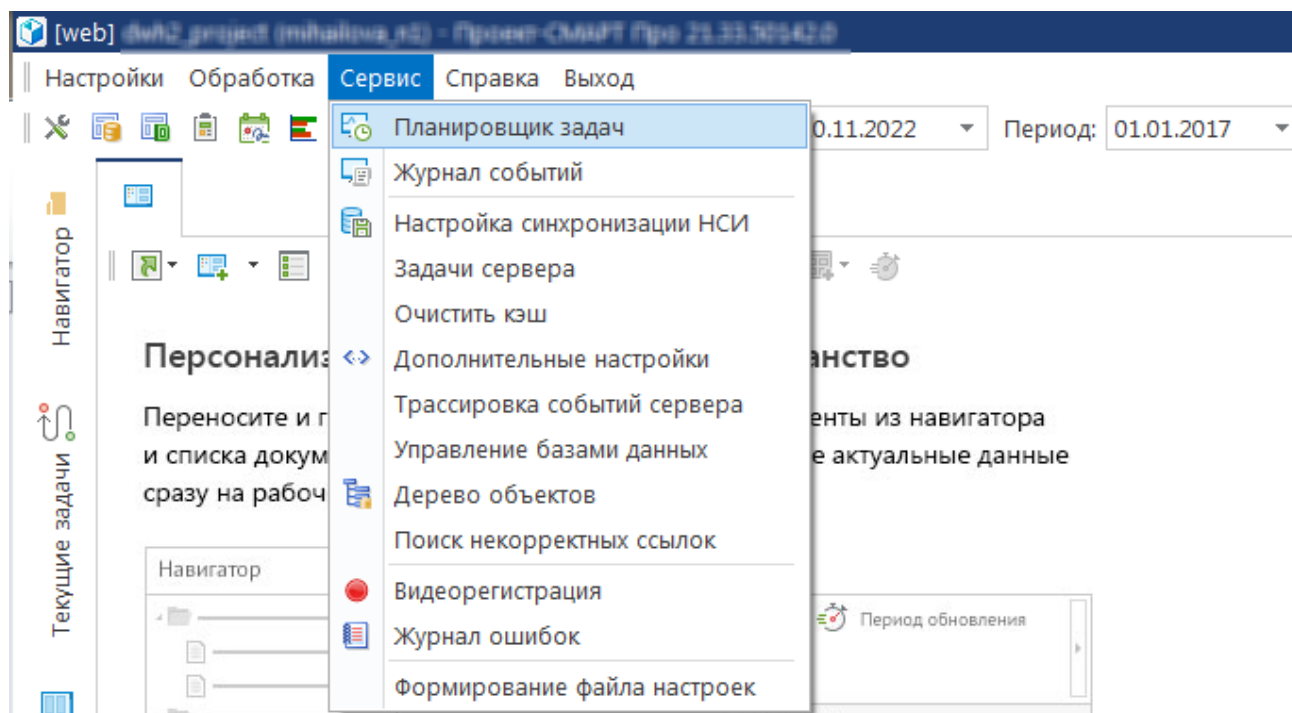 [web]
Настройки Обработка Сервис Справка Выход
Планировщик задач
0.11.2022 Период: 01.01.2017
Журнал событий
Настройка синхронизации НСИ
Задачи сервера
Очистить кэш
Дополнительные настройки
Трассировка событий сервера
Управление базами данных
Дерево объектов
Поиск некорректных ссылок
Видеорегистрация
Журнал ошибок
Формирование файла настроек
Навигатор
Текущие задачи
Персонализ анство
Переносите и г енты из навигатора
и списка докум е актуальные данные
сразу на рабоч
Навигатор
Период обновления